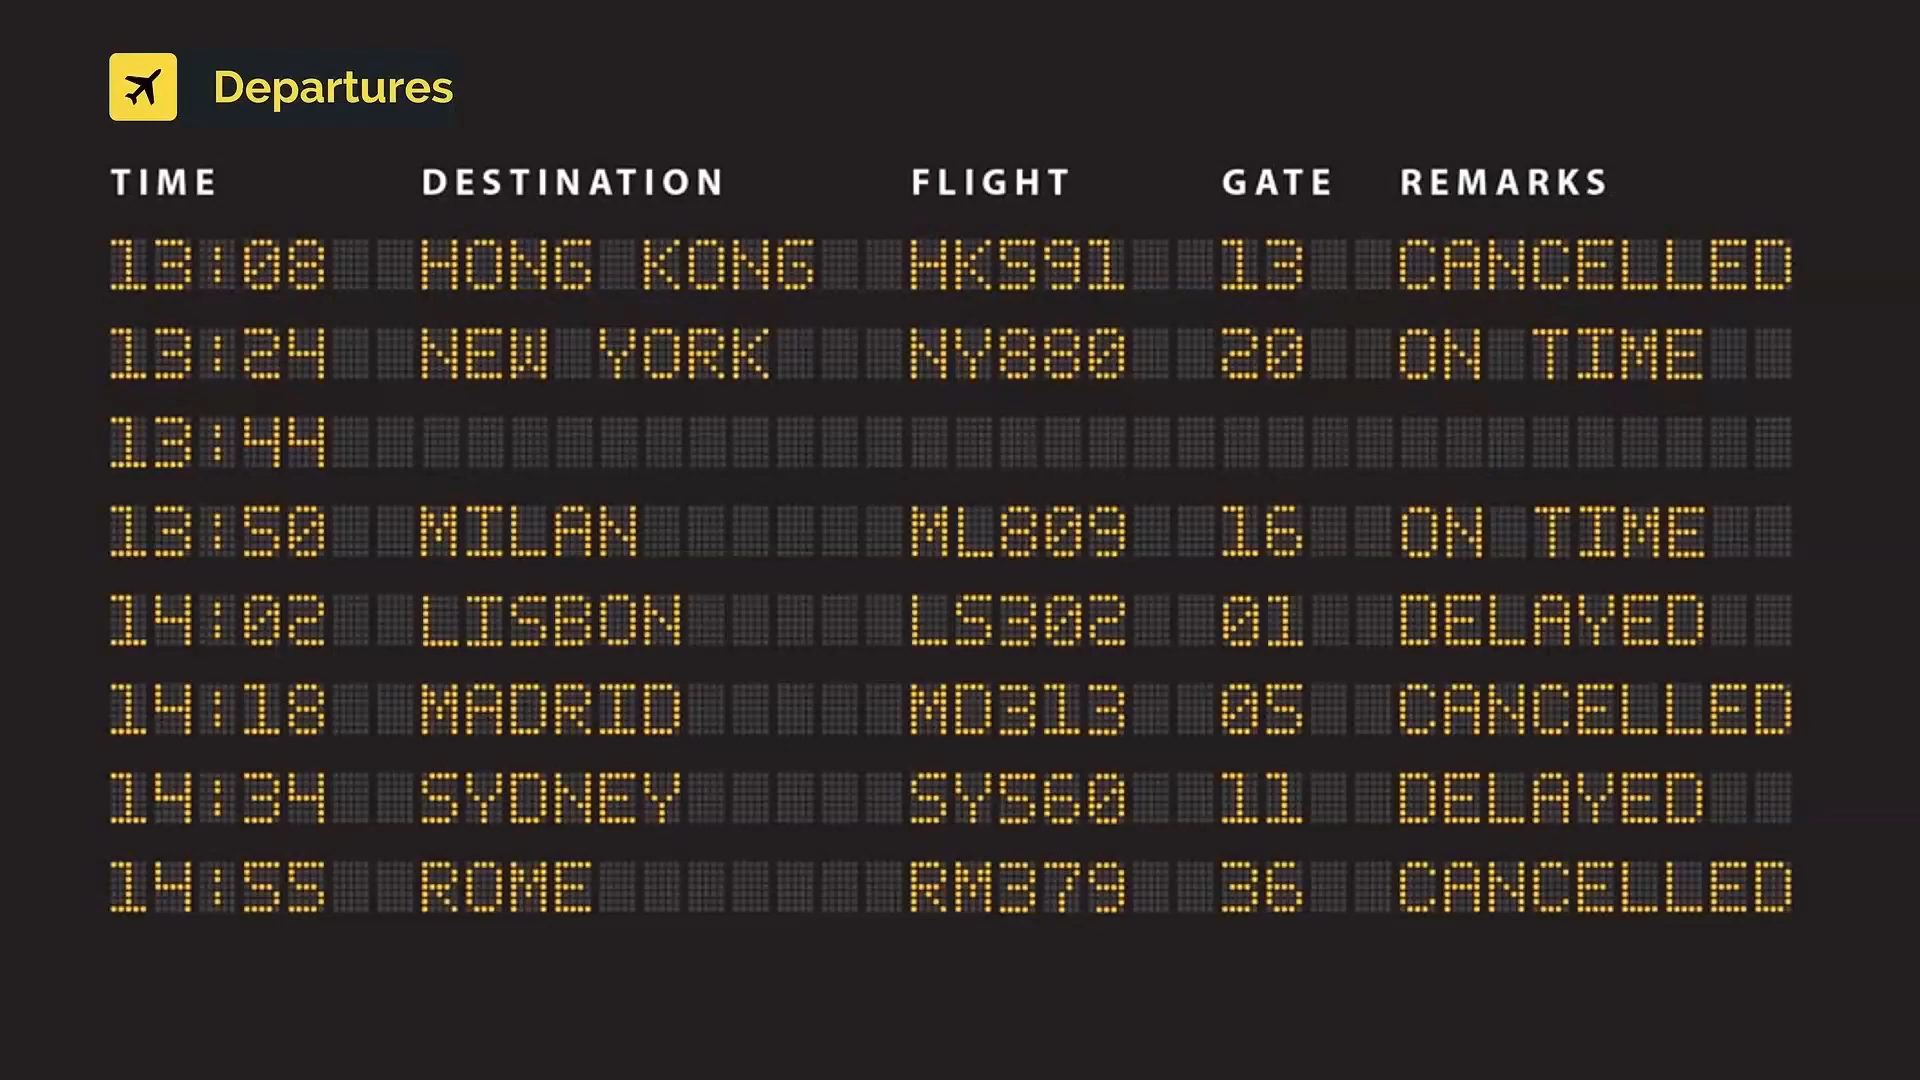 Departures
TIME DESTINATION FLIGHT GATE REMARKS
13:08 HONG KONG HK591 13 CANCELLED
13:24 NEW YORK NY880 20 ON TIME
13:44
13:50 MILAN ML809 16 ON TIME
14:02 LISBON LS302 01 DELAYED
14:18 MADRID MD313 05 CANCELLED
14:34 SYDNEY SY560 11 DELAYED
14:55 ROME RM379 36 CANCELLED